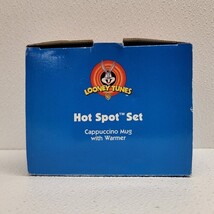 LOONEY TUNES
Hot Spot™ Set
Cappuccino Mug
with Warmer